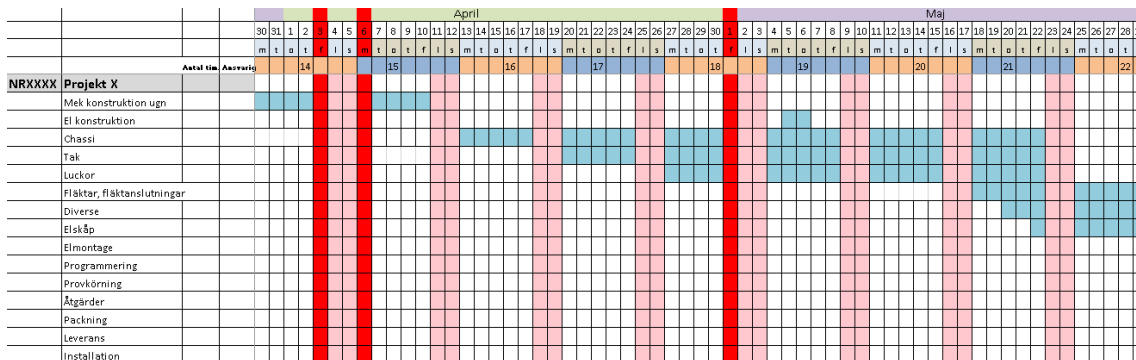 April Maj
30 31 1 2 3 4 5 6 7 8 9 10 11 12 13 14 15 16 17 18 19 20 21 22 23 24 25 26 27 28 29 30 1 2 3 4 5 6 7 8 9 10 11 12 13 14 15 16 17 18 19 20 21 22 23 24 25 26 27 28
m t o t f l s m t o t f l s m t o t f l s m t o t f l s m t o t f l s m t o t f l s m t o t f l s m t o t f l s m t o t
Antal tim. Ansvarig 14 15 16 17 18 19 20 21 22
NRXXXX Projekt X
Mek konstruktion ugn
El konstruktion
Chassi
Tak
Luckor
Fläktar, fläktanslutningar
Diverse
Elskåp
Elmontage
Programmering
Provkörning
Åtgärder
Packning
Leverans
Installation